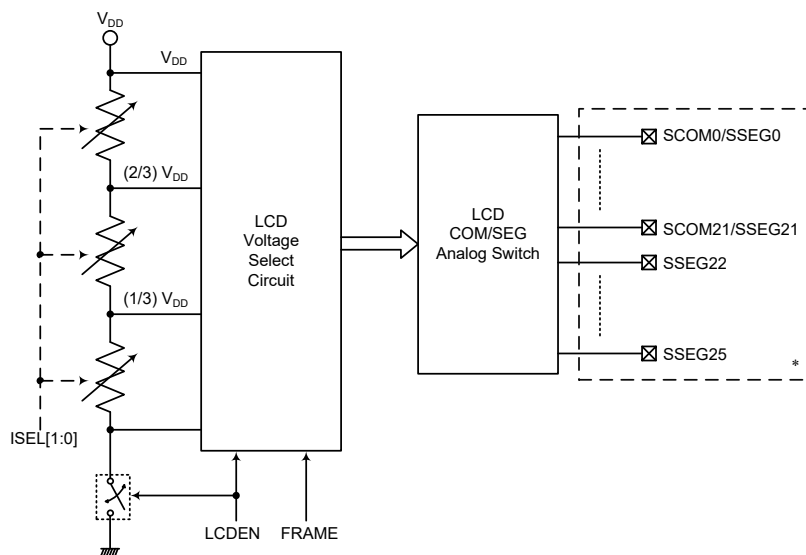 VDD
VDD
(2/3) VDD
(1/3) VDD
ISEL[1:0]
LCD
Voltage
Select
Circuit
LCDEN
FRAME
LCD
COM/SEG
Analog Switch
SCOM0/SSEG0
SCOM21/SSEG21
SSEG22
SSEG25
*